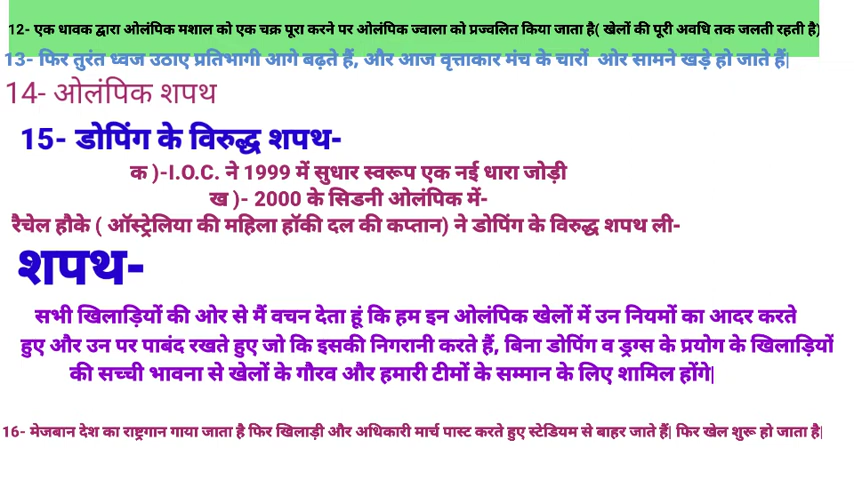 12- एक धावक द्वारा ओलंपिक मशाल को एक चक्र पूरा करने पर ओलंपिक ज्वाला को प्रज्वलित किया जाता है( खेलों की पूरी अवधि तक जलती रहती है)
13- फिर तुरंत ध्वज उठाए प्रतिभागी आगे बढ़ते हैं, और आज वृत्ताकार मंच के चारों ओर सामने खड़े हो जाते हैं|
14- ओलंपिक शपथ
15- डोपिंग के विरुद्ध शपथ-
क )-I.O.C. ने 1999 में सुधार स्वरूप एक नई धारा जोड़ी
ख )- 2000 के सिडनी ओलंपिक में-
रैचेल हौके ( ऑस्ट्रेलिया की महिला हॉकी दल की कप्तान) ने डोपिंग के विरुद्ध शपथ ली-
शपथ-
सभी खिलाड़ियों की ओर से मैं वचन देता हूं कि हम इन ओलंपिक खेलों में उन नियमों का आदर करते
हुए और उन पर पाबंद रखते हुए जो कि इसकी निगरानी करते हैं, बिना डोपिंग व ड्रग्स के प्रयोग के खिलाड़ियों
की सच्ची भावना से खेलों के गौरव और हमारी टीमों के सम्मान के लिए शामिल होंगे|
16- मेजबान देश का राष्ट्रगान गाया जाता है फिर खिलाड़ी और अधिकारी मार्च पास्ट करते हुए स्टेडियम से बाहर जाते हैं| फिर खेल शुरू हो जाता है|